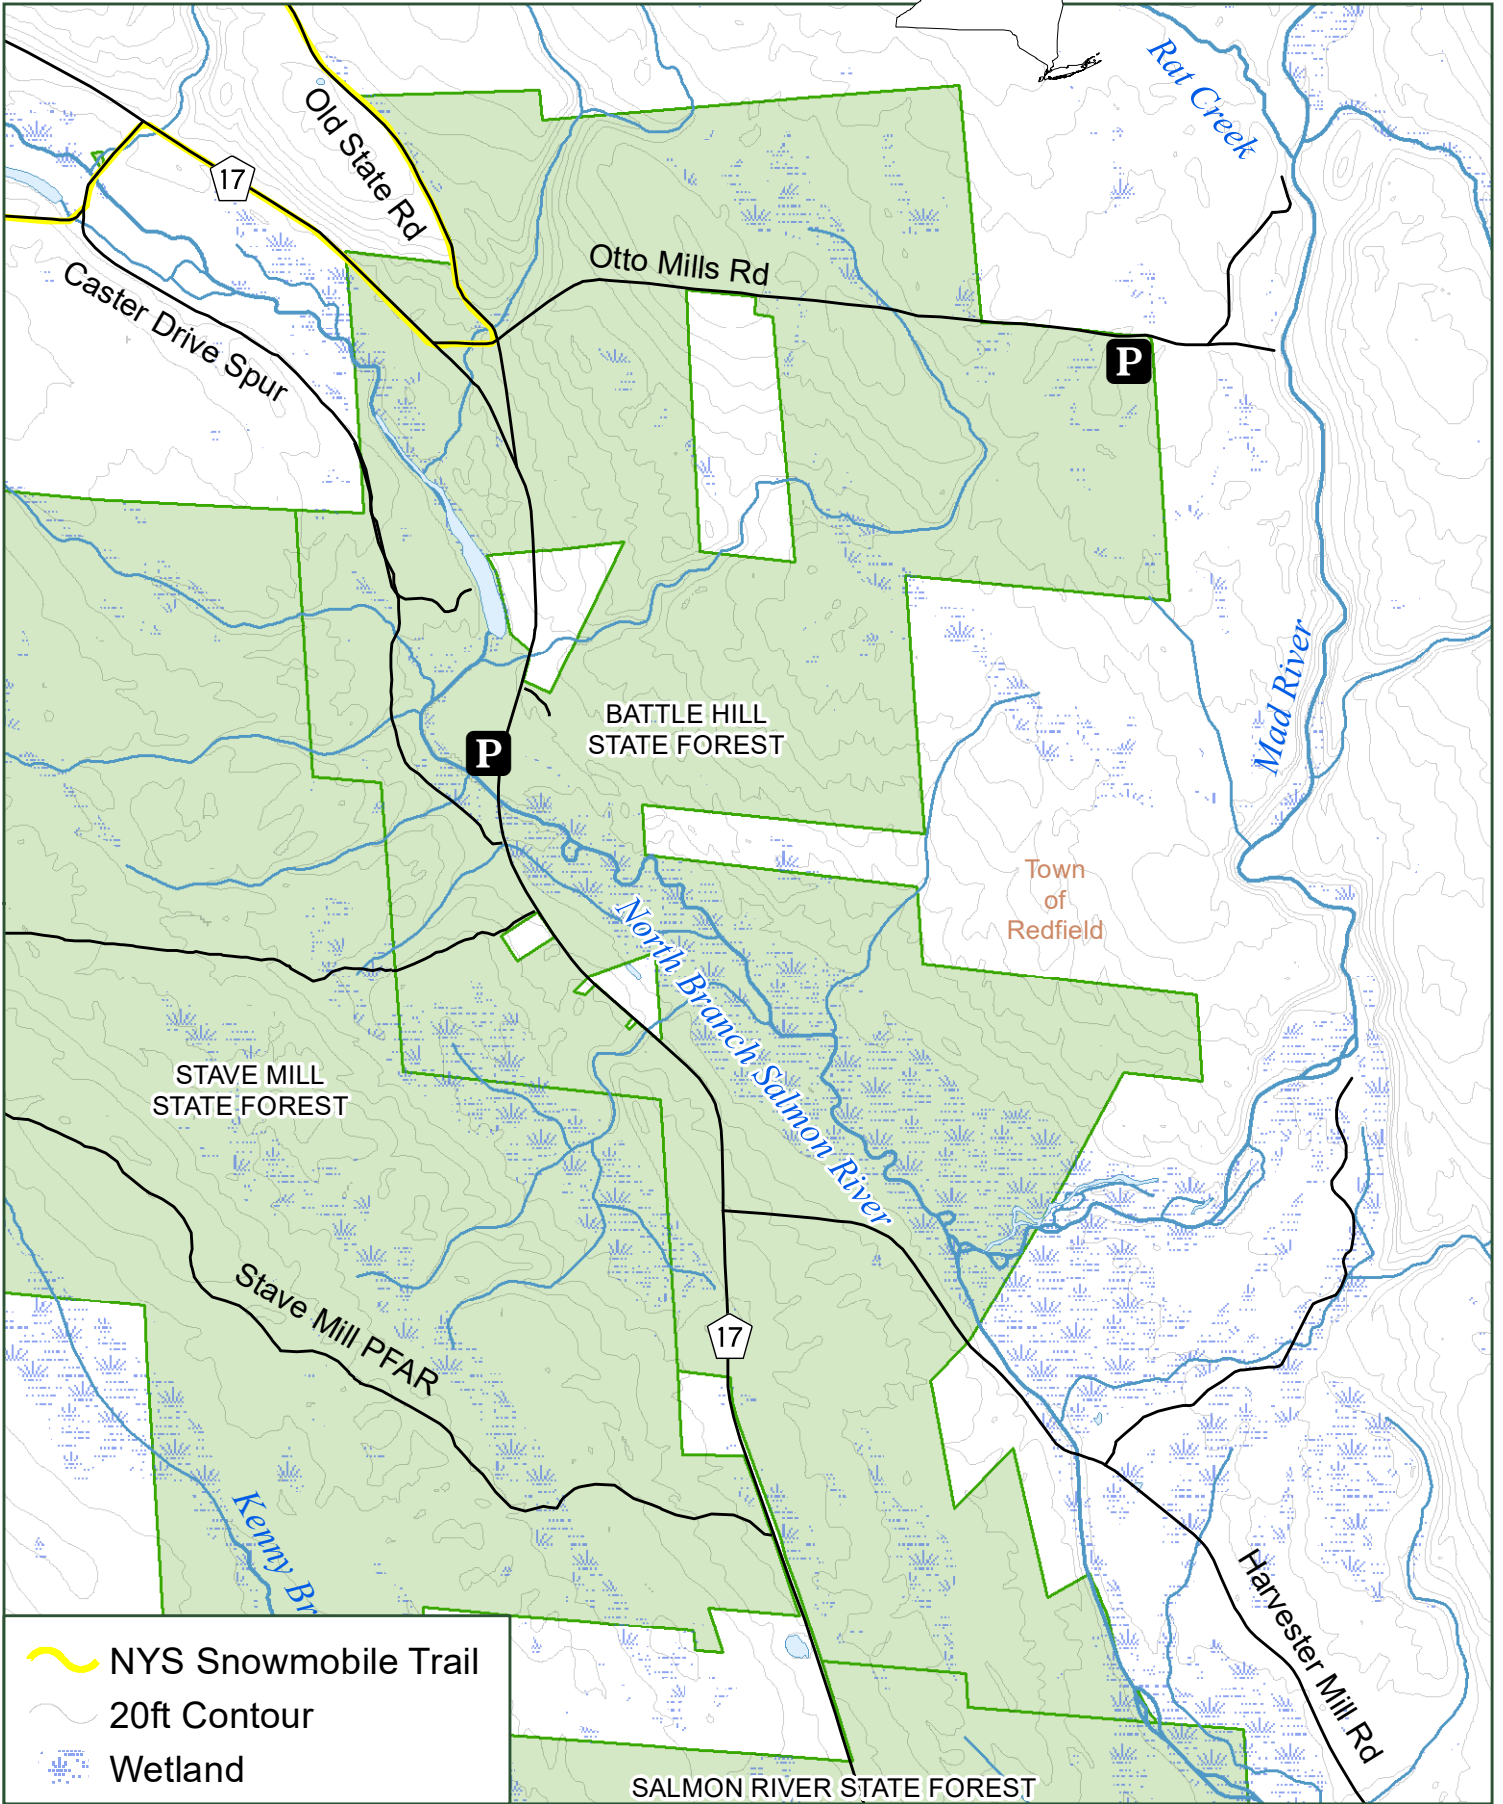 Rat Creek
Old State Rd
17
Otto Mills Rd
Caster Drive Spur
P
Mad River
BATTLE HILL
STATE FOREST
P
Town
of
Redfield
North Branch Salmon River
STAVE MILL
STATE FOREST
Stave Mill PFAR
17
Kenny Br
Harvester Mill Rd
NYS Snowmobile Trail
20ft Contour
Wetland
SALMON RIVER STATE FOREST